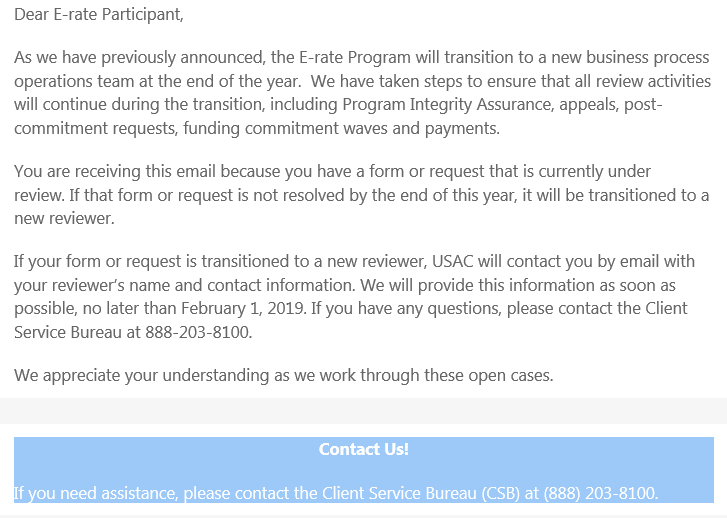 Dear E-rate Participant,
As we have previously announced, the E-rate Program will transition to a new business process
operations team at the end of the year.  We have taken steps to ensure that all review activities
will continue during the transition, including Program Integrity Assurance, appeals, post-
commitment requests, funding commitment waves and payments.
You are receiving this email because you have a form or request that is currently under
review. If that form or request is not resolved by the end of this year, it will be transitioned to a
new reviewer.
If your form or request is transitioned to a new reviewer, USAC will contact you by email with
your reviewer’s name and contact information. We will provide this information as soon as
possible, no later than February 1, 2019. If you have any questions, please contact the Client
Service Bureau at 888-203-8100.
We appreciate your understanding as we work through these open cases.
Contact Us!
If you need assistance, please contact the Client Service Bureau (CSB) at (888) 203-8100.